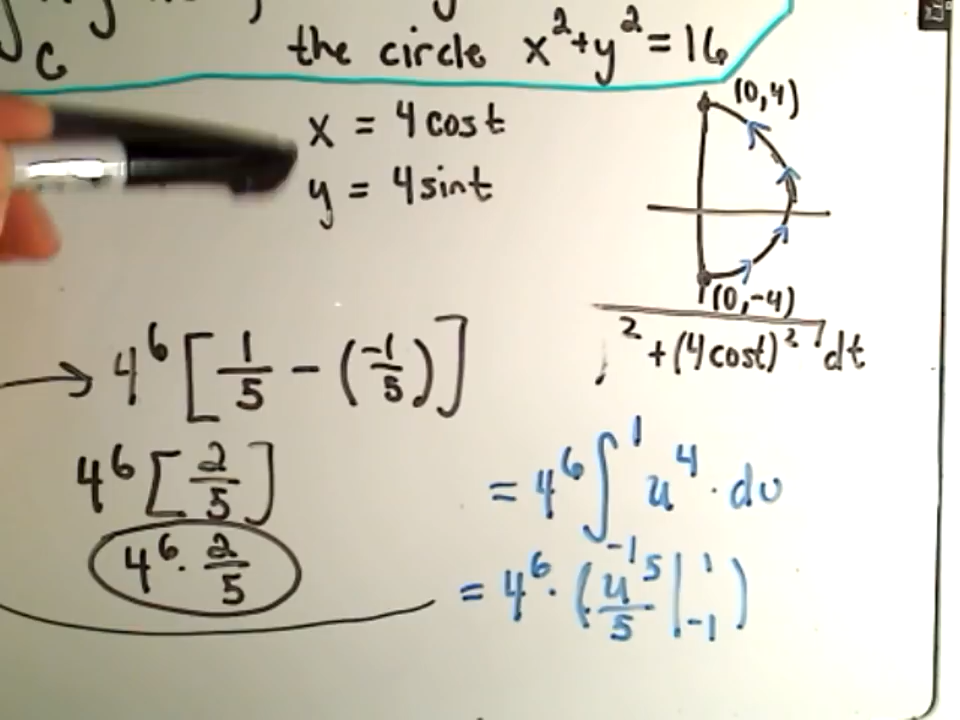 ∫_C
the circle x²+y²=16
x = 4cost
y = 4sint
(0,4)
(0,-4)
² + (4cost)² dt
→ 4⁶ [1/5 - (-1/5)]
4⁶ [2/5]
4⁶ · 2/5
= 4⁶ ∫₋₁¹ u⁴ · du
= 4⁶ · (u⁵/5 |₋₁¹)